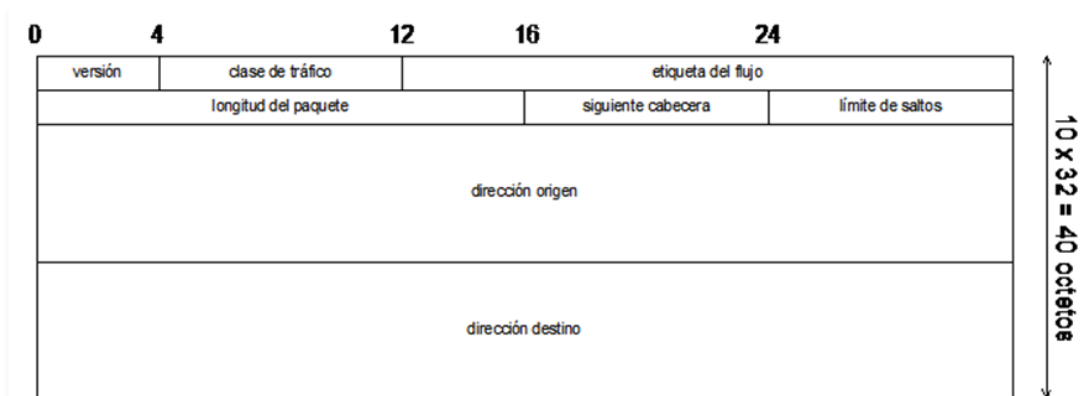 0 4 12 16 24
versión clase de tráfico etiqueta del flujo
longitud del paquete siguiente cabecera límite de saltos
dirección origen
dirección destino
10 x 32 = 40 octetos